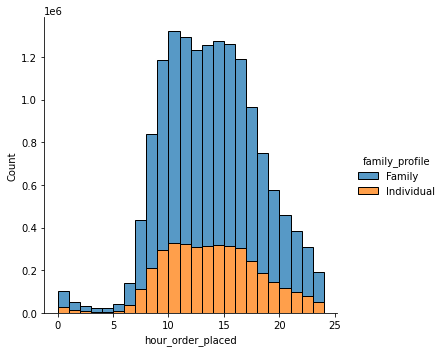 1e6
1.2
1.0
0.8
0.6
0.4
0.2
0.0
Count
0 5 10 15 20 25
hour_order_placed
family_profile
Family
Individual